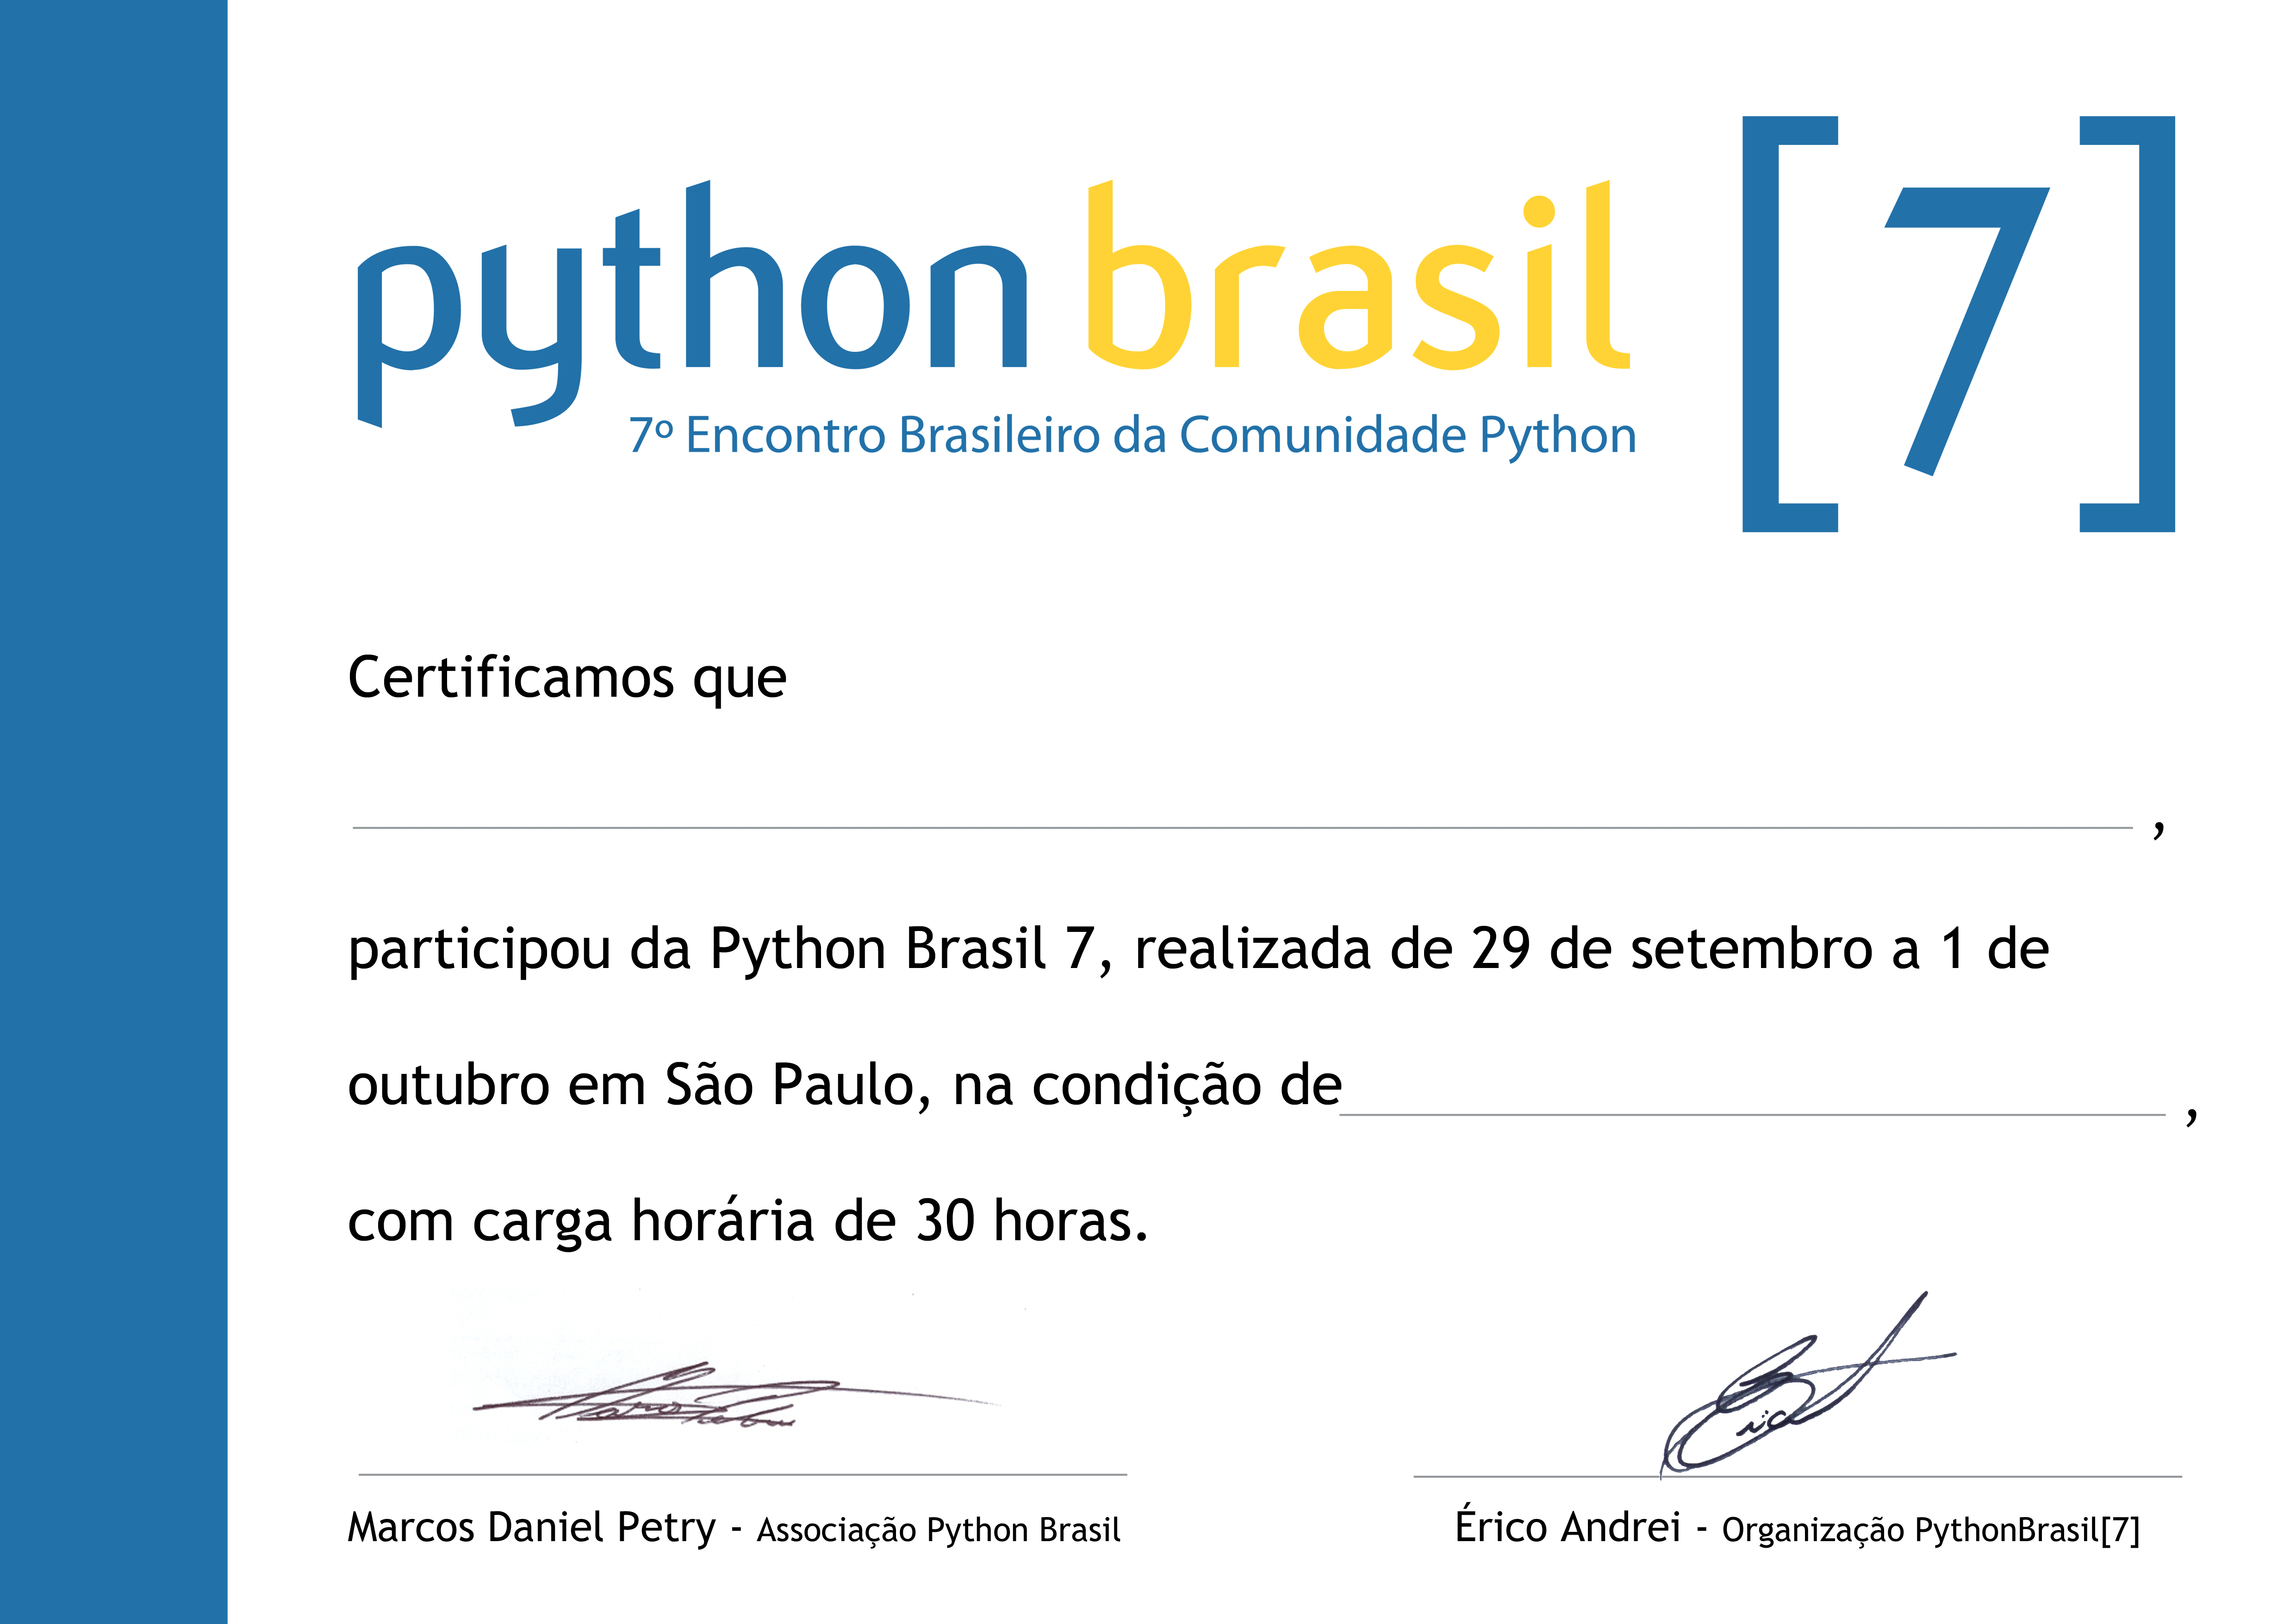 python brasil [7]
7º Encontro Brasileiro da Comunidade Python
Certificamos que
,
participou da Python Brasil 7, realizada de 29 de setembro a 1 de
outubro em São Paulo, na condição de ,
com carga horária de 30 horas.
Marcos Daniel Petry - Associação Python Brasil
Érico Andrei - Organização PythonBrasil[7]